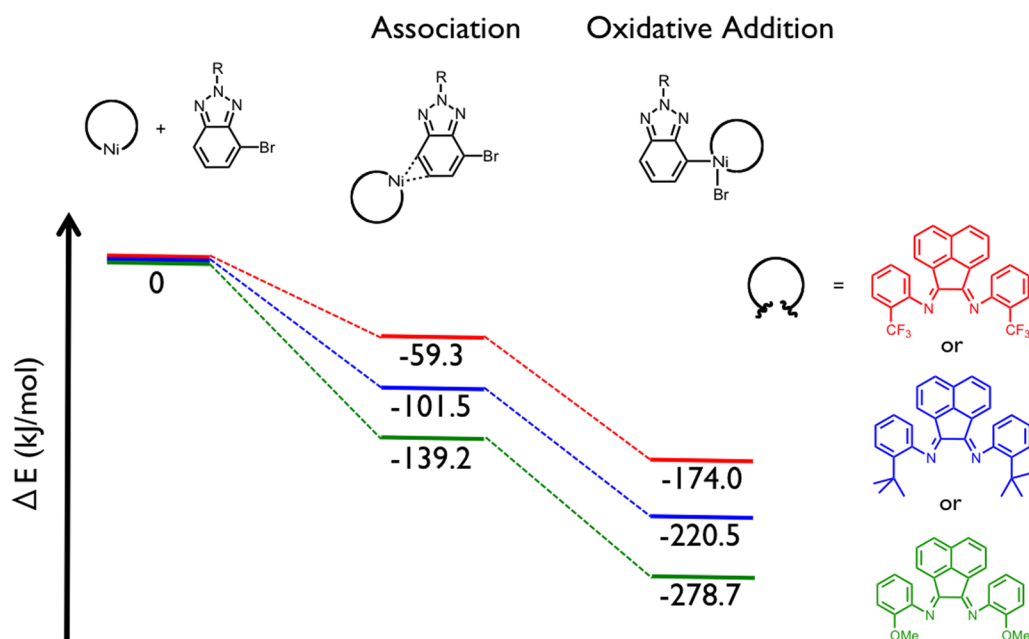 Association Oxidative Addition
R
N N N
Ni + Br
R
N N N
Br
Ni
R
N N N
Ni
Br
ΔE (kJ/mol)
0
-59.3
-101.5
-139.2
-174.0
-220.5
-278.7
=
N N
CF3 CF3
or
N N
or
N N
OMe OMe